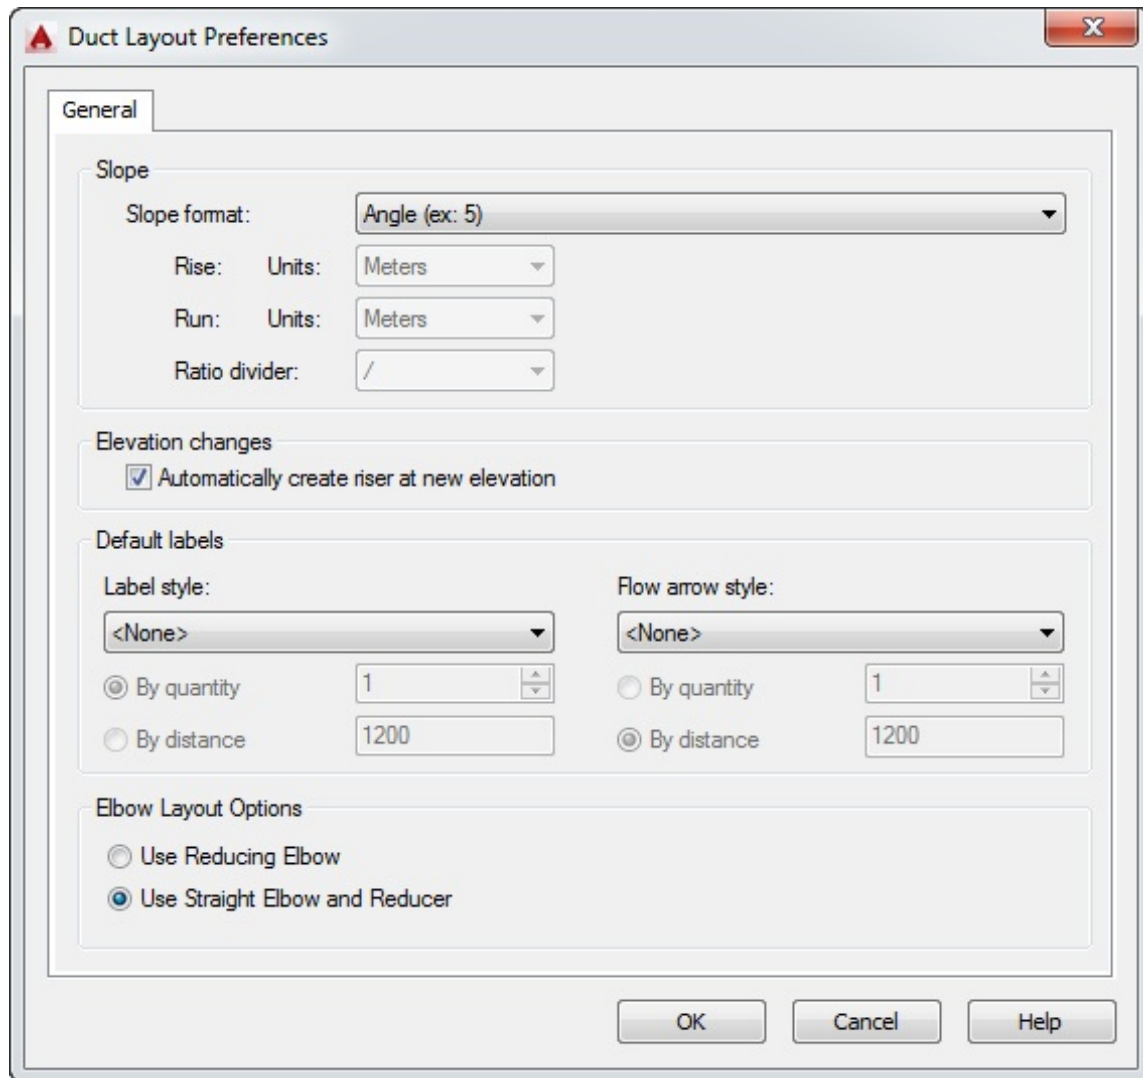 Duct Layout Preferences
General
Slope
Slope format: Angle (ex: 5)
Rise: Units: Meters
Run: Units: Meters
Ratio divider: /
Elevation changes
Automatically create riser at new elevation
Default labels
Label style: Flow arrow style:
<None> <None>
By quantity 1 By quantity 1
By distance 1200 By distance 1200
Elbow Layout Options
Use Reducing Elbow
Use Straight Elbow and Reducer
OK Cancel Help